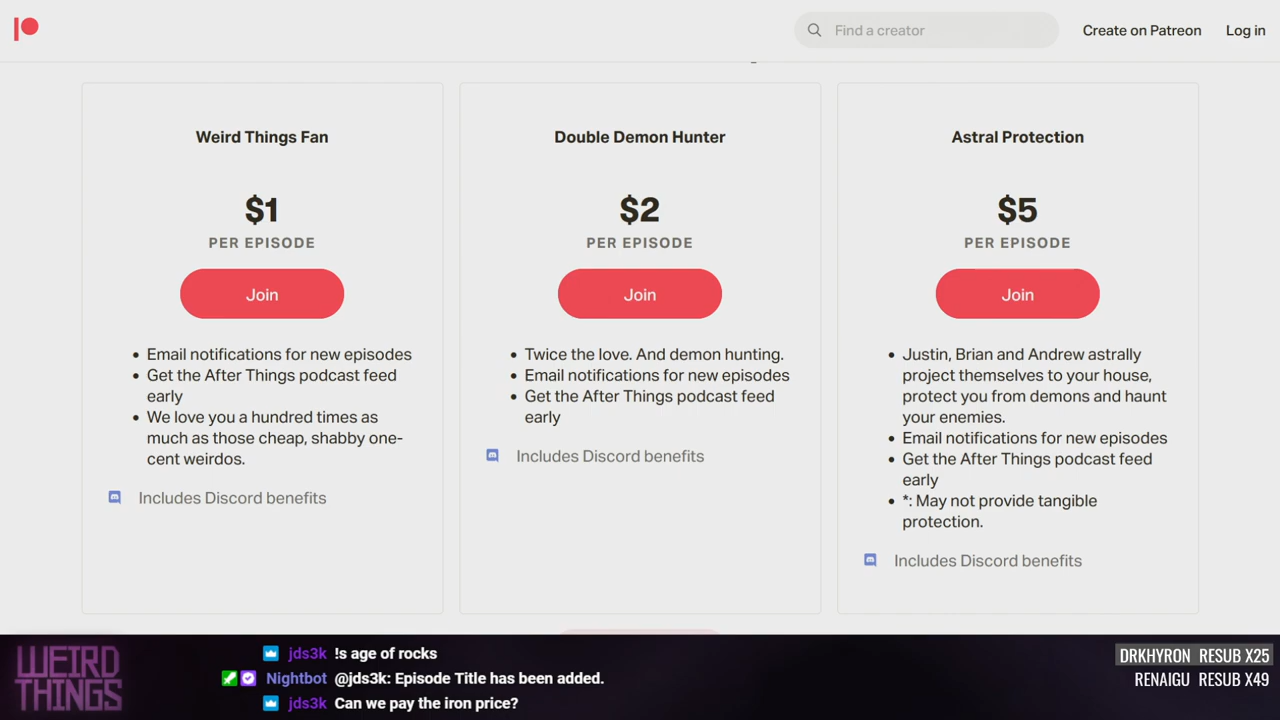 Find a creator
Create on Patreon
Log in
Weird Things Fan
$1
PER EPISODE
Join
• Email notifications for new episodes
• Get the After Things podcast feed
early
• We love you a hundred times as
much as those cheap, shabby one-
cent weirdos.
Includes Discord benefits
Double Demon Hunter
$2
PER EPISODE
Join
• Twice the love. And demon hunting.
• Email notifications for new episodes
• Get the After Things podcast feed
early
Includes Discord benefits
Astral Protection
$5
PER EPISODE
Join
• Justin, Brian and Andrew astrally
project themselves to your house,
protect you from demons and haunt
your enemies.
• Email notifications for new episodes
• Get the After Things podcast feed
early
• *: May not provide tangible
protection.
Includes Discord benefits
WEIRD
THINGS
jds3k !s age of rocks
Nightbot @jds3k: Episode Title has been added.
jds3k Can we pay the iron price?
DRKHYRON RESUB X25
RENAIGU RESUB X49